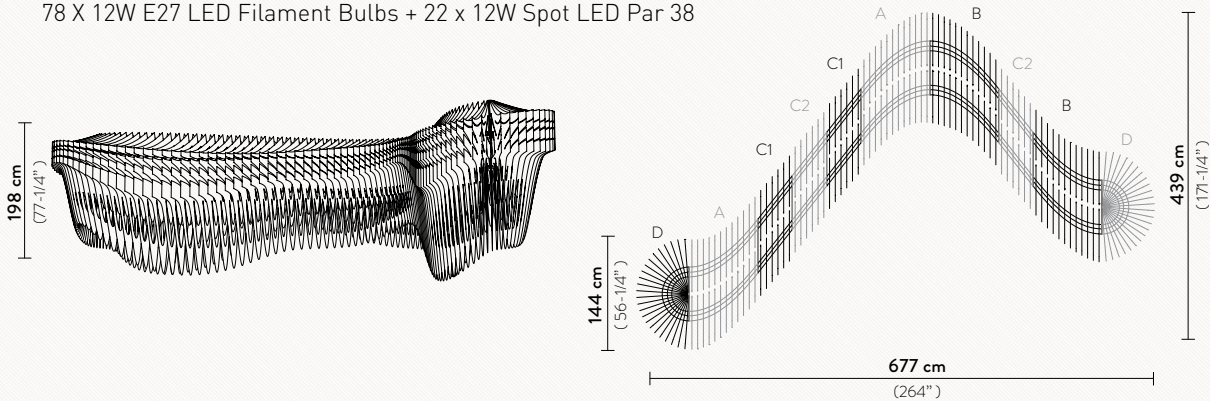 78 X 12W E27 LED Filament Bulbs + 22 x 12W Spot LED Par 38
198 cm
(77-1/4")
A
B
C1
C2
C2
B
C1
D
A
D
439 cm
(171-1/4")
144 cm
(56-1/4")
677 cm
(264")